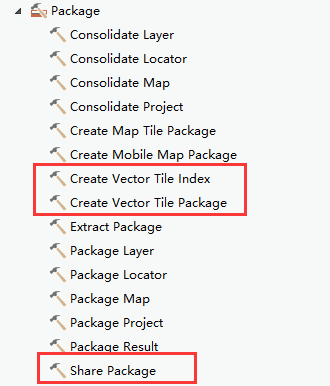 Package
Consolidate Layer
Consolidate Locator
Consolidate Map
Consolidate Project
Create Map Tile Package
Create Mobile Map Package
Create Vector Tile Index
Create Vector Tile Package
Extract Package
Package Layer
Package Locator
Package Map
Package Project
Package Result
Share Package